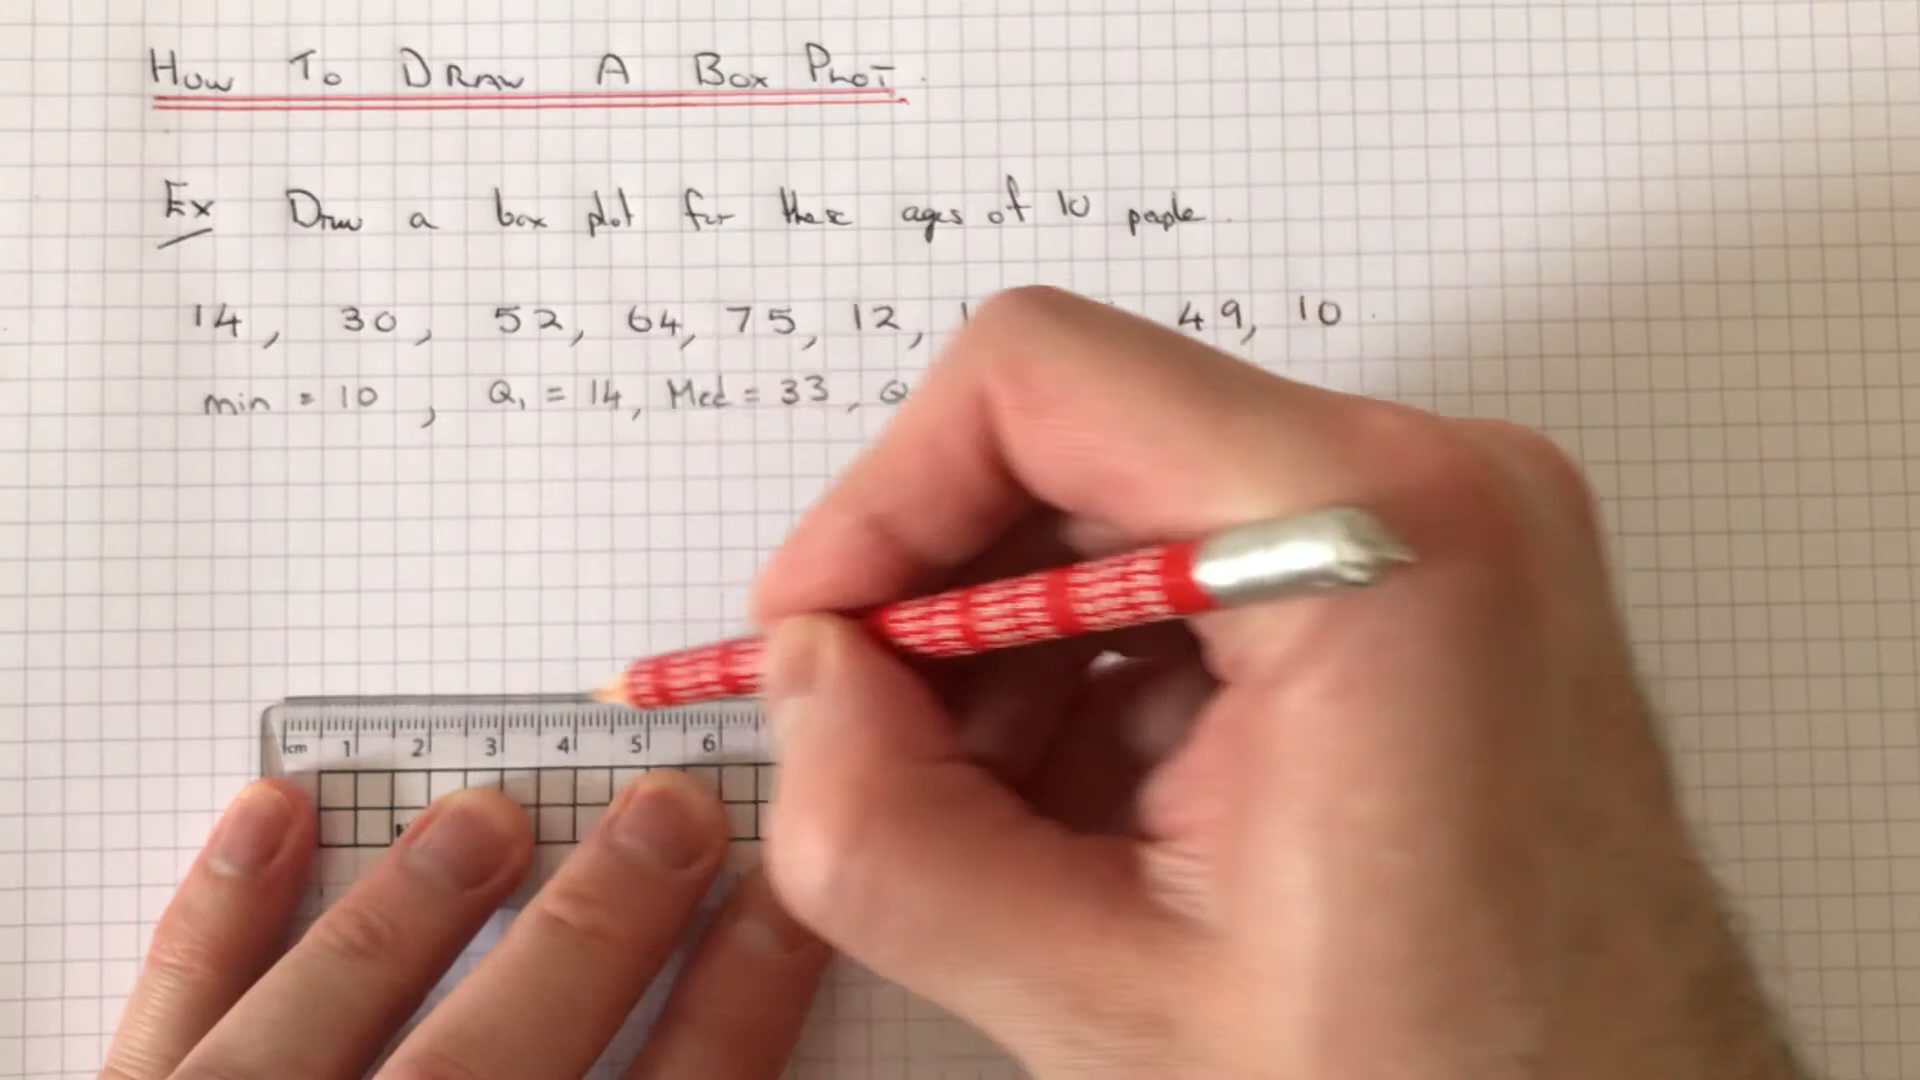 How To Draw A Box Plot.
Ex Draw a box plot for these ages of 10 people.
14, 30, 52, 64, 75, 12, 49, 10.
min = 10, Q₁ = 14, Med = 33, Q
cm 1 2 3 4 5 6